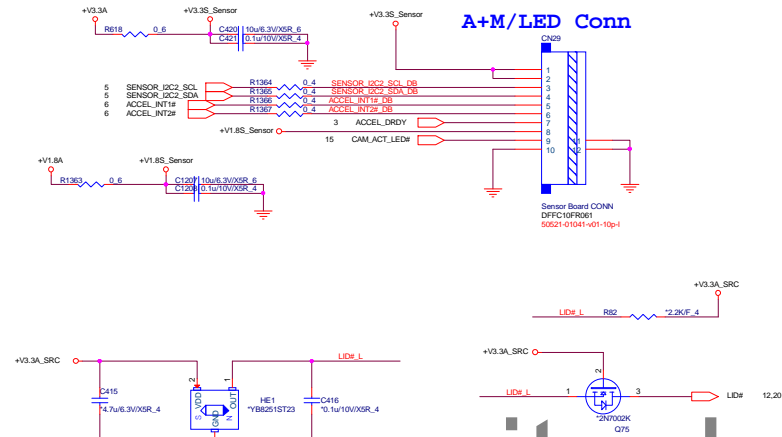 A+M/LED Conn
+V3.3A
+V3.3S_Sensor
R618
0_6
C420
10u/6.3V/X5R_6
C421
0.1u/10V/X5R_4
+V3.3S_Sensor
CN29
1
2
3
4
5
6
7
8
9
10
11
12
5 SENSOR_I2C2_SCL R1364 0_4 SENSOR_I2C2_SCL_DB
5 SENSOR_I2C2_SDA R1365 0_4 SENSOR_I2C2_SDA_DB
6 ACCEL_INT1# R1366 0_4 ACCEL_INT1#_DB
6 ACCEL_INT2# R1367 0_4 ACCEL_INT2#_DB
3 ACCEL_DRDY
+V1.8S_Sensor
15 CAM_ACT_LED#
+V1.8A
+V1.8S_Sensor
R1363
0_6
C1207
10u/6.3V/X5R_6
C1208
0.1u/10V/X5R_4
Sensor Board CONN
DFFC10FR061
50521-01041-v01-10p-l
+V3.3A_SRC
LID#_L
R82
*2.2K/F_4
+V3.3A_SRC
LID#_L
C415
*4.7u/6.3V/X5R_4
2
1
VDD
OUT
S
N
GND
HE1
*YB8251ST23
C416
*0.1u/10V/X5R_4
+V3.3A_SRC
2
LID#_L
1
3
LID#
12,20
*2N7002K
Q75